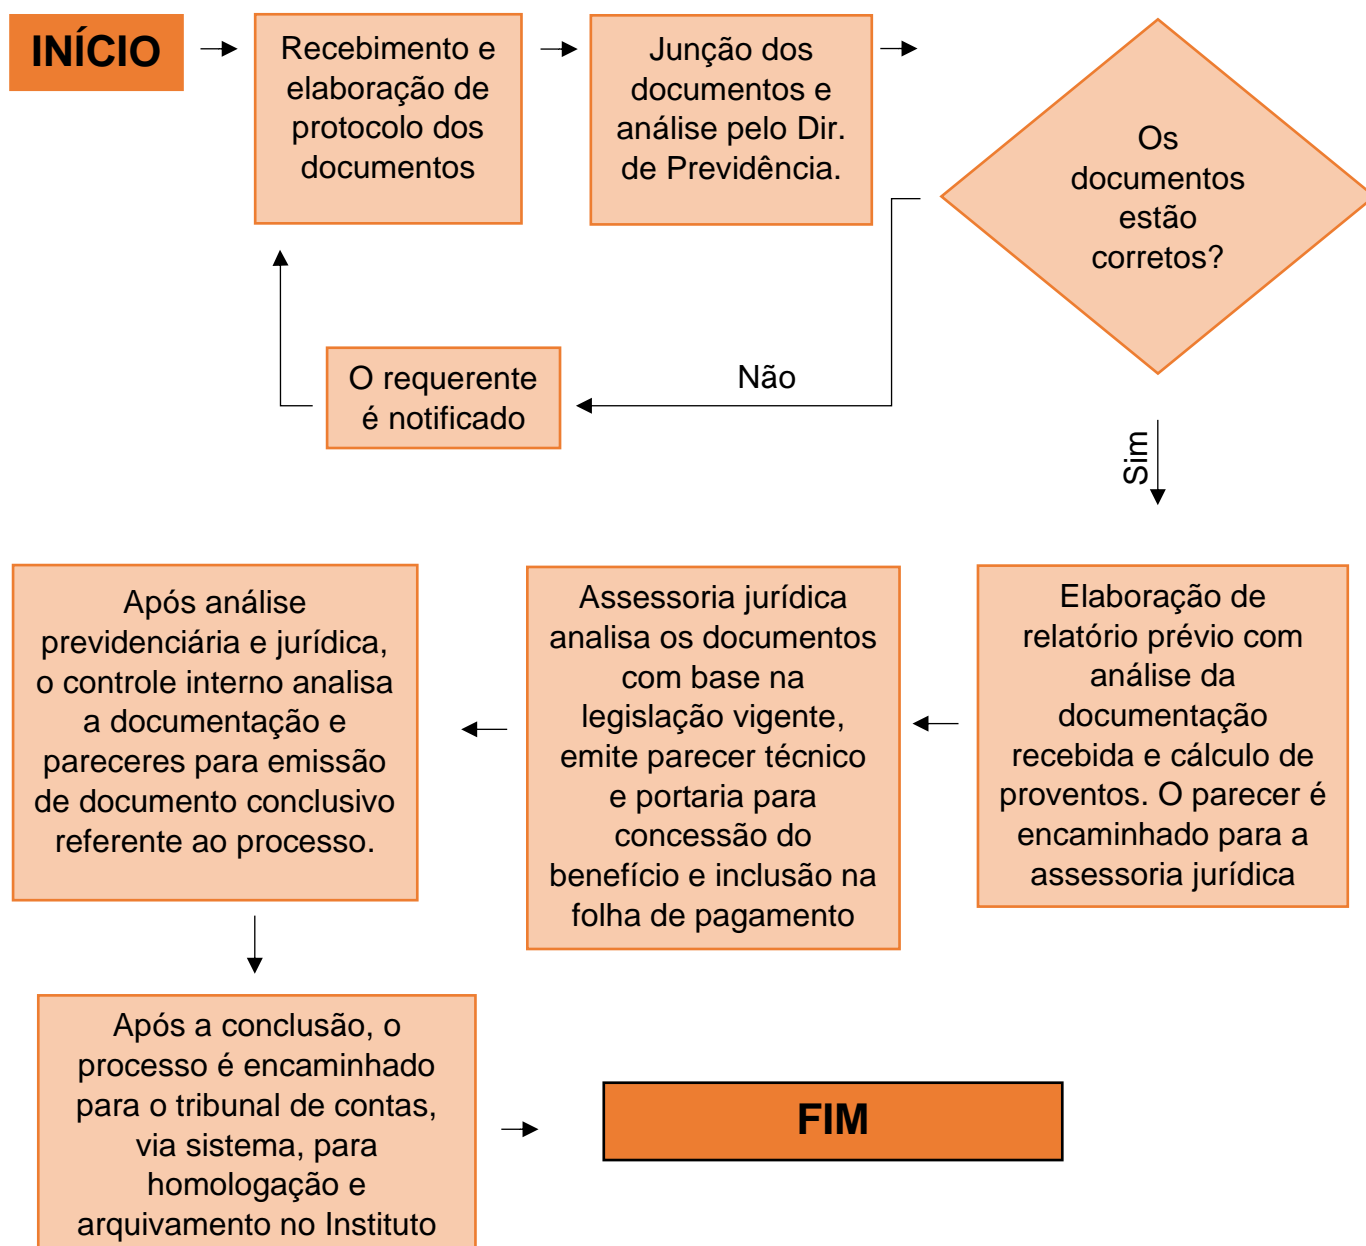 INÍCIO
Recebimento e
elaboração de
protocolo dos
documentos
Junção dos
documentos e
análise pelo Dir.
de Previdência.
Os
documentos
estão
corretos?
Não
O requerente
é notificado
Sim
Elaboração de
relatório prévio com
análise da
documentação
recebida e cálculo de
proventos. O parecer é
encaminhado para a
assessoria jurídica
Assessoria jurídica
analisa os documentos
com base na
legislação vigente,
emite parecer técnico
e portaria para
concessão do
benefício e inclusão na
folha de pagamento
Após análise
previdenciária e jurídica,
o controle interno analisa
a documentação e
pareceres para emissão
de documento conclusivo
referente ao processo.
Após a conclusão, o
processo é encaminhado
para o tribunal de contas,
via sistema, para
homologação e
arquivamento no Instituto
FIM